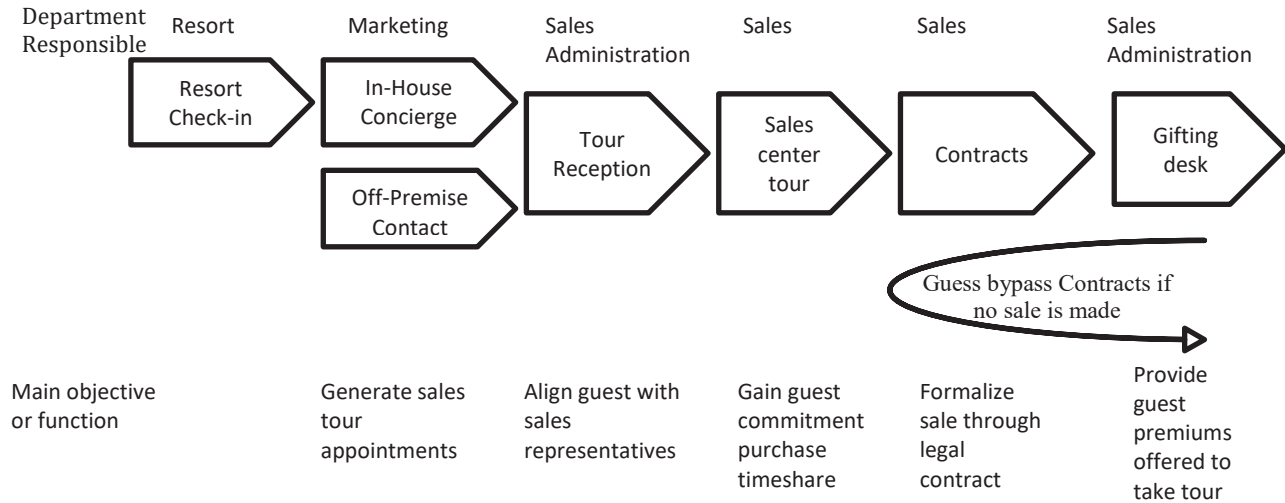 Department
Responsible
Resort
Marketing
Sales
Administration
Sales
Sales
Sales
Administration
Resort
Check-in
In-House
Concierge
Off-Premise
Contact
Tour
Reception
Sales
center
tour
Contracts
Gifting
desk
Guess bypass Contracts if
no sale is made
Main objective
or function
Generate sales
tour
appointments
Align guest with
sales
representatives
Gain guest
commitment
purchase
timeshare
Formalize
sale through
legal
contract
Provide
guest
premiums
offered to
take tour